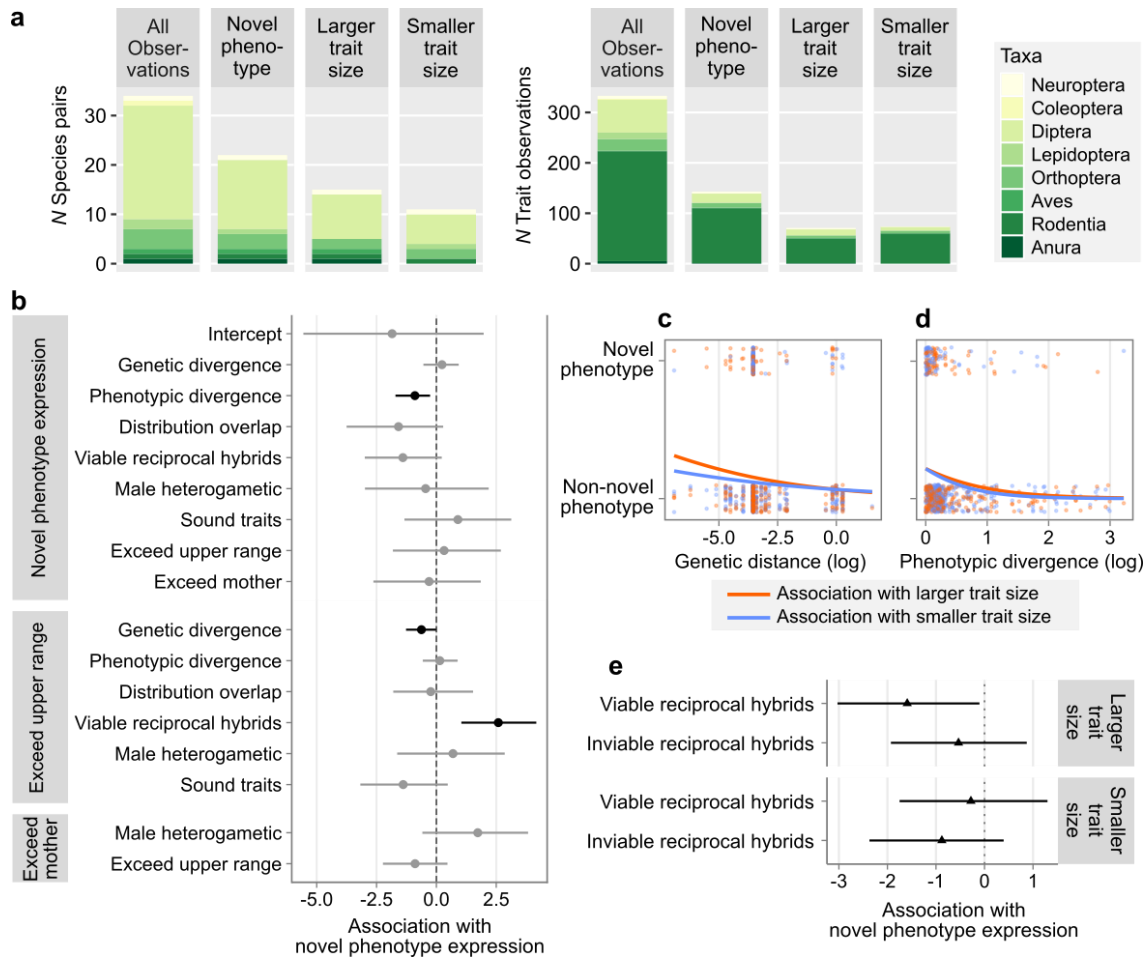 a
All
Obser-
vations
Novel
pheno-
type
Larger
trait
size
Smaller
trait
size
N Species pairs
30
20
10
0
All
Obser-
vations
Novel
pheno-
type
Larger
trait
size
Smaller
trait
size
N Trait observations
300
200
100
0
Taxa
Neuroptera
Coleoptera
Diptera
Lepidoptera
Orthoptera
Aves
Rodentia
Anura
b
Novel phenotype expression
Intercept
Genetic divergence
Phenotypic divergence
Distribution overlap
Viable reciprocal hybrids
Male heterogametic
Sound traits
Exceed upper range
Exceed mother
Exceed upper range
Genetic divergence
Phenotypic divergence
Distribution overlap
Viable reciprocal hybrids
Male heterogametic
Sound traits
Exceed
mother
Male heterogametic
Exceed upper range
-5.0 -2.5 0.0 2.5
Association with
novel phenotype expression
c
d
Novel
phenotype
Non-novel
phenotype
-5.0 -2.5 0.0
Genetic distance (log)
0 1 2 3
Phenotypic divergence (log)
Association with larger trait size
Association with smaller trait size
e
Viable reciprocal hybrids
Inviable reciprocal hybrids
Larger
trait
size
Viable reciprocal hybrids
Inviable reciprocal hybrids
Smaller
trait
size
-3 -2 -1 0 1
Association with
novel phenotype expression